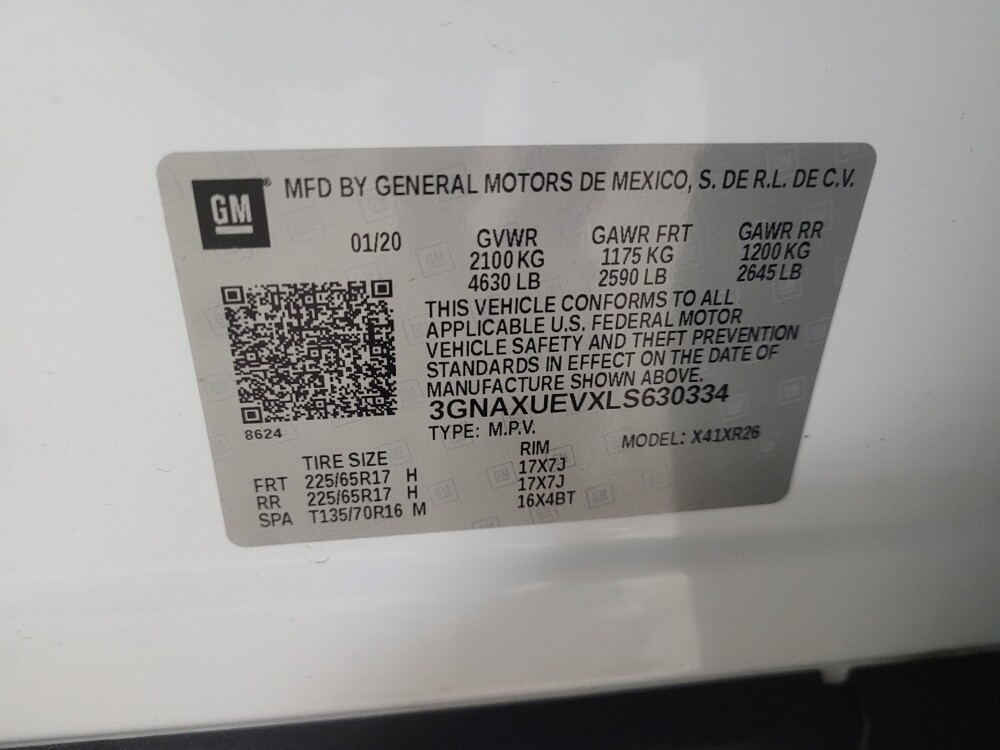 GM® MFD BY GENERAL MOTORS DE MEXICO, S. DE R.L. DE C.V.
01/20 GVWR GAWR FRT GAWR RR
2100 KG 1175 KG 1200 KG
4630 LB 2590 LB 2645 LB
THIS VEHICLE CONFORMS TO ALL
APPLICABLE U.S. FEDERAL MOTOR
VEHICLE SAFETY AND THEFT PREVENTION
STANDARDS IN EFFECT ON THE DATE OF
MANUFACTURE SHOWN ABOVE.
3GNAXUEVXLS630334
8624
TYPE: M.P.V. MODEL: X41XR26
TIRE SIZE RIM
FRT 225/65R17 H 17X7J
RR 225/65R17 H 17X7J
SPA T135/70R16 M 16X4BT